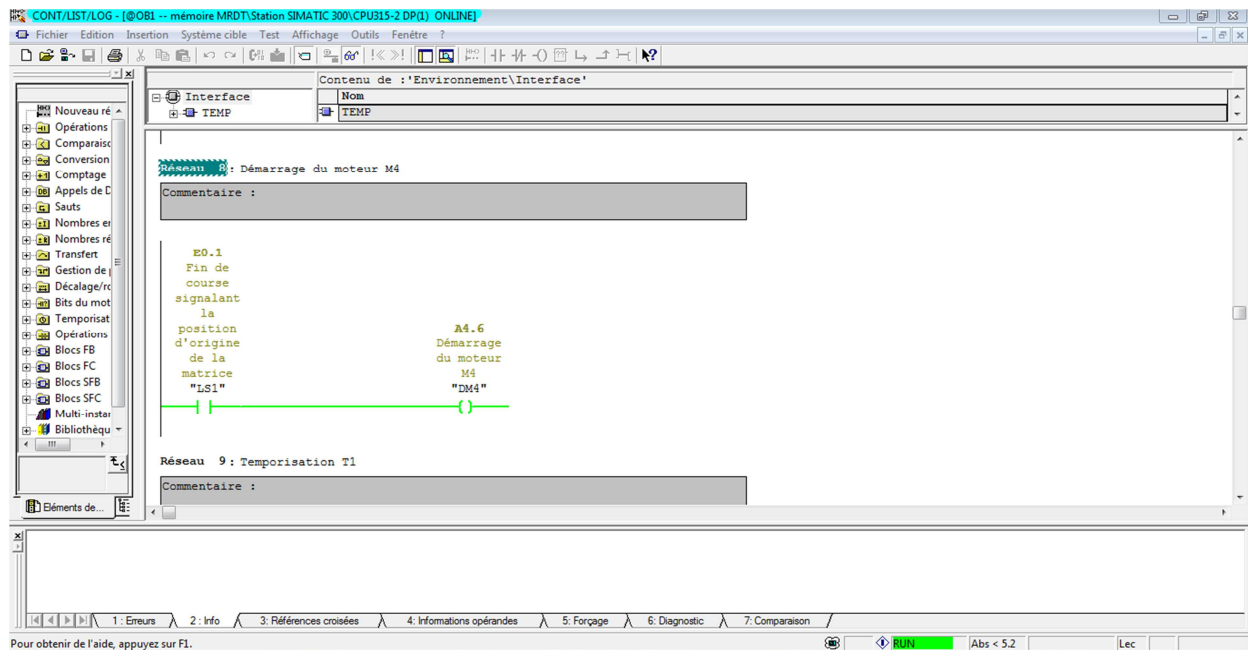 CONT/LIST/LOG - [@OB1 -- mémoire MRDT\Station SIMATIC 300\CPU315-2 DP(1) ONLINE]
Fichier Edition Insertion Système cible Test Affichage Outils Fenêtre ?
Contenu de :'Environnement\Interface'
Interface
Nom
TEMP
TEMP
Nouveau ré
Opérations
Comparaisc
Conversion
Comptage
Appels de D
Sauts
Nombres er
Nombres ré
Transfert
Gestion de
Décalage/rc
Bits du mot
Temporisat
Opérations
Blocs FB
Blocs FC
Blocs SFB
Blocs SFC
Multi-instar
Bibliothèqu
Eléments de...
Réseau 8 : Démarrage du moteur M4
Commentaire :
E0.1
Fin de
course
signalant
la
position
d'origine
de la
matrice
"LS1"
A4.6
Démarrage
du moteur
M4
"DM4"
Réseau 9 : Temporisation T1
Commentaire :
1 : Erreurs 2 : Info 3: Références croisées 4: Informations opérandes 5: Forçage 6: Diagnostic 7: Comparaison
Pour obtenir de l'aide, appuyez sur F1.
RUN
Abs < 5.2
Lec